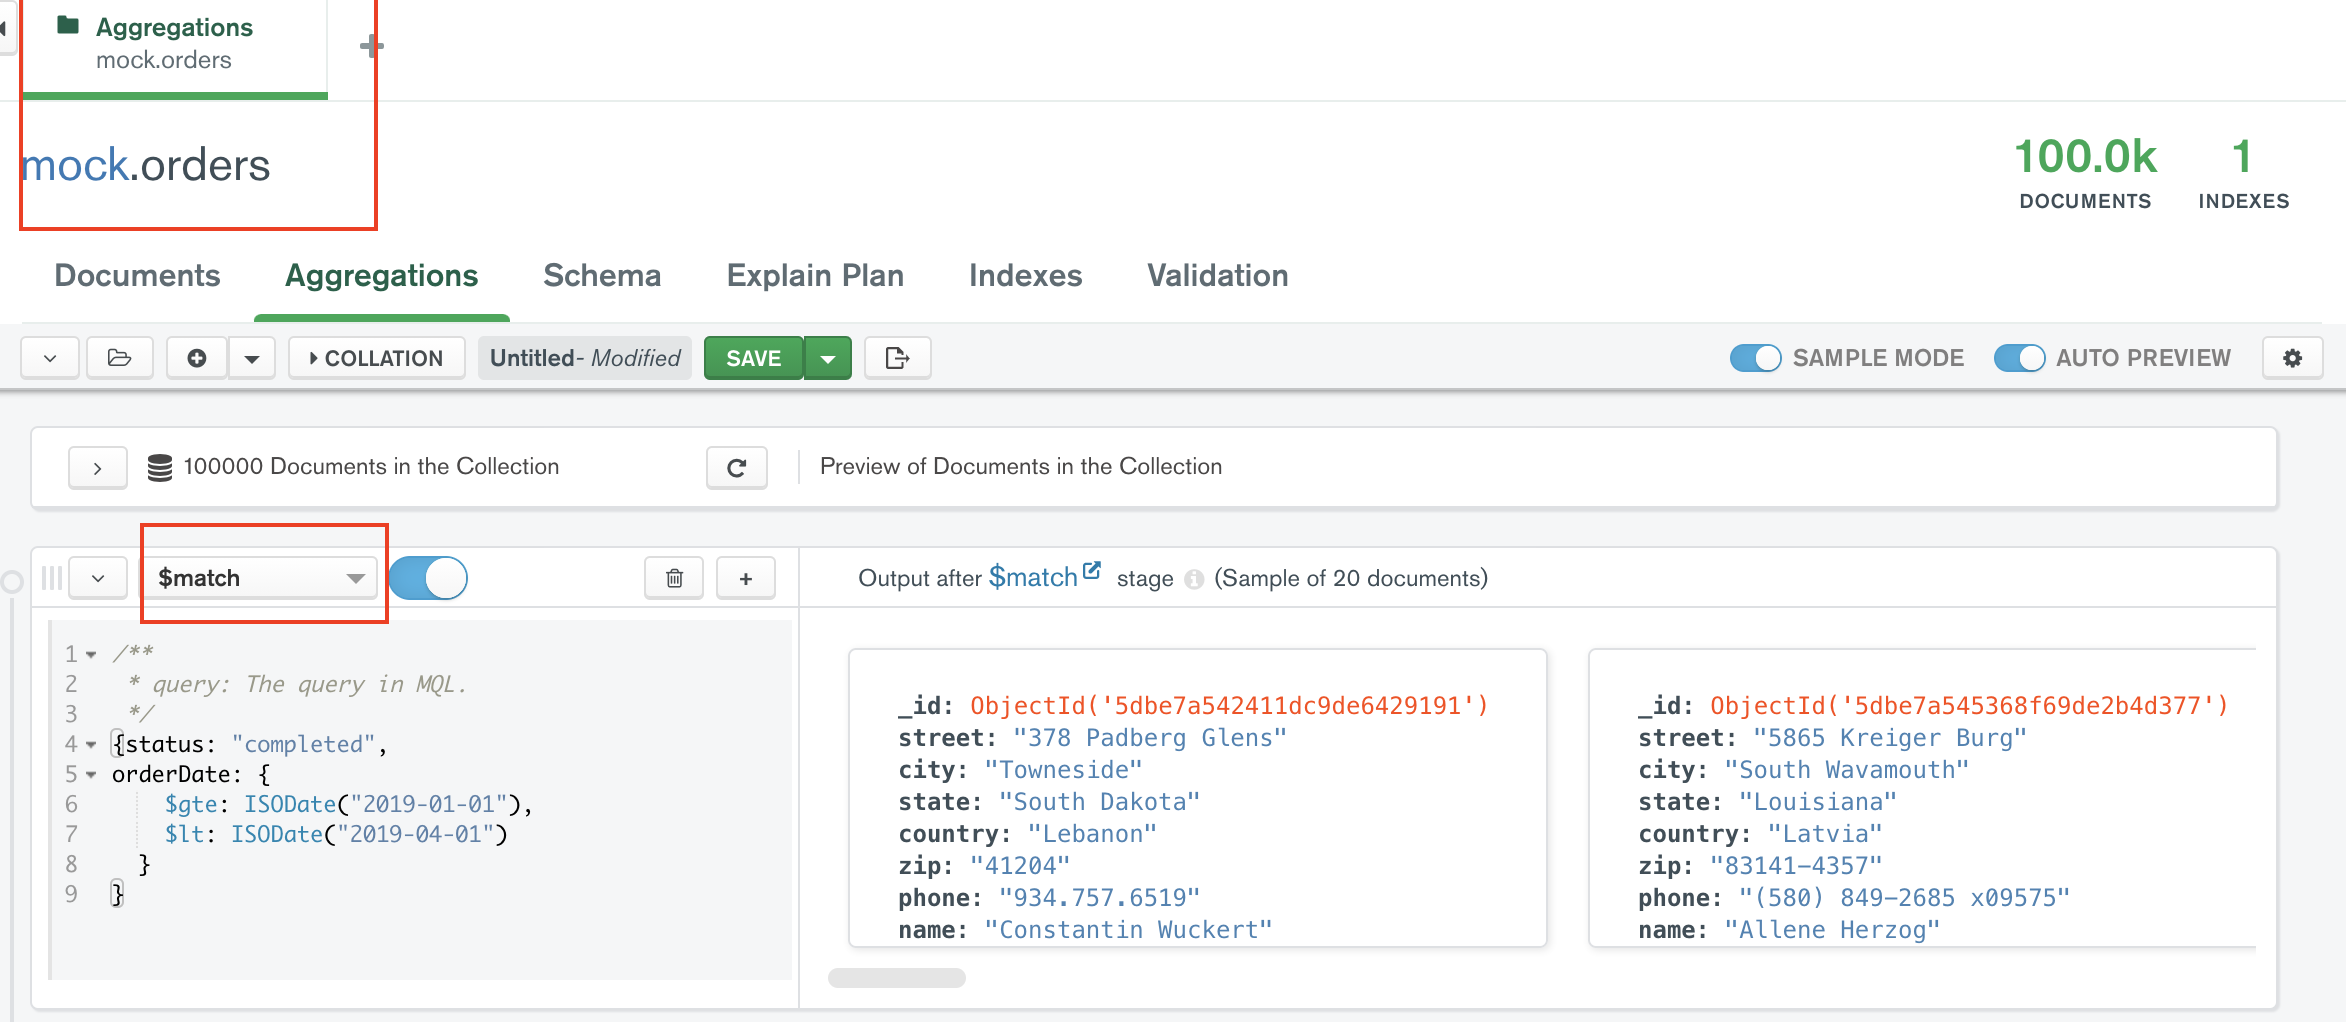 Aggregations
mock.orders
mock.orders
100.0k
DOCUMENTS
1
INDEXES
Documents Aggregations Schema Explain Plan Indexes Validation
COLLATION Untitled- Modified SAVE SAMPLE MODE AUTO PREVIEW
100000 Documents in the Collection
Preview of Documents in the Collection
$match
Output after $match stage (Sample of 20 documents)
1 /**
2 * query: The query in MQL.
3 */
4 {status: "completed",
5 orderDate: {
6 $gte: ISODate("2019-01-01"),
7 $lt: ISODate("2019-04-01")
8 }
9 }
_id: ObjectId('5dbe7a542411dc9de6429191')
street: "378 Padberg Glens"
city: "Towneside"
state: "South Dakota"
country: "Lebanon"
zip: "41204"
phone: "934.757.6519"
name: "Constantin Wuckert"
_id: ObjectId('5dbe7a545368f69de2b4d377')
street: "5865 Kreiger Burg"
city: "South Wavamouth"
state: "Louisiana"
country: "Latvia"
zip: "83141-4357"
phone: "(580) 849-2685 x09575"
name: "Allene Herzog"